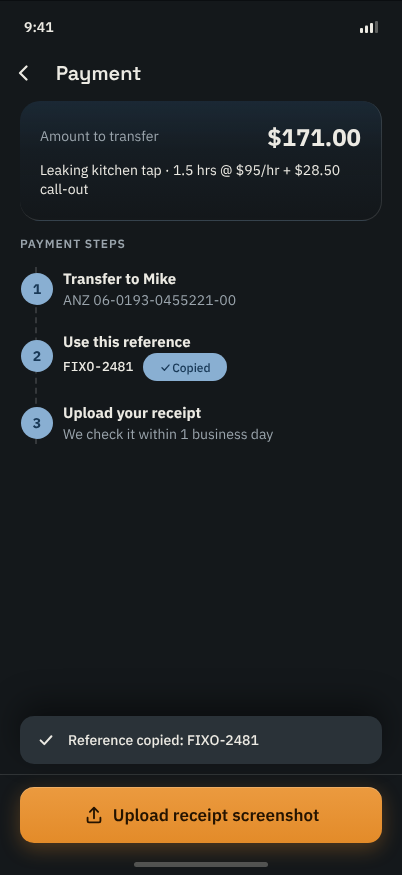 9:41
Payment
Amount to transfer
$171.00
Leaking kitchen tap · 1.5 hrs @ $95/hr + $28.50
call-out
PAYMENT STEPS
1
Transfer to Mike
ANZ 06-0193-0455221-00
2
Use this reference
FIXO-2481
Copied
3
Upload your receipt
We check it within 1 business day
Reference copied: FIXO-2481
Upload receipt screenshot